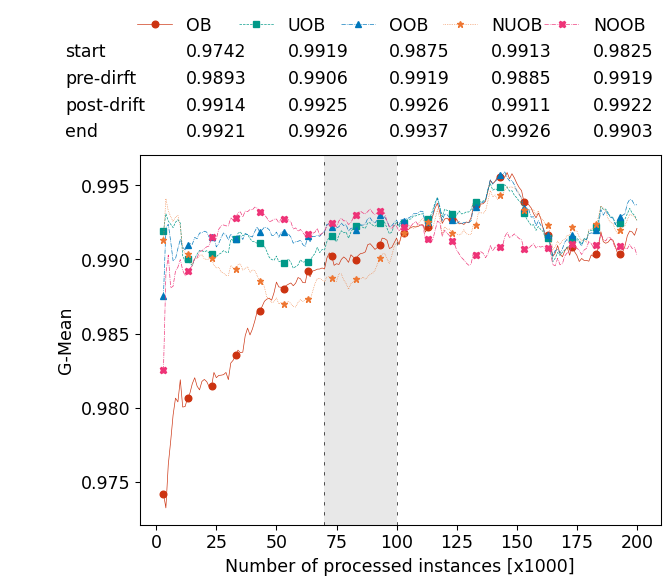 OB UOB OOB NUOB NOOB
start 0.9742 0.9919 0.9875 0.9913 0.9825
pre-dirft 0.9893 0.9906 0.9919 0.9885 0.9919
post-drift 0.9914 0.9925 0.9926 0.9911 0.9922
end 0.9921 0.9926 0.9937 0.9926 0.9903
0.995
0.990
0.985
0.980
0.975
G-Mean
0 25 50 75 100 125 150 175 200
Number of processed instances [x1000]